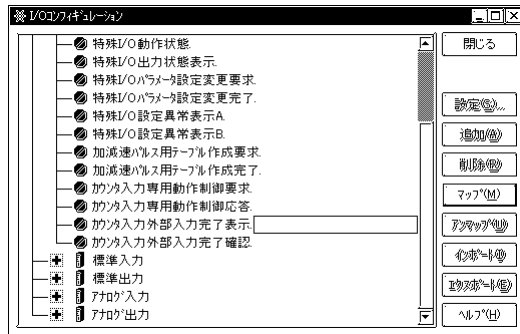 I/Oコンフィギュレーション
特殊I/O動作状態.
特殊I/O出力状態表示.
特殊I/Oパラメータ設定変更要求.
特殊I/Oパラメータ設定変更完了.
特殊I/O設定異常表示A.
特殊I/O設定異常表示B.
加減速パルス用テーブル作成要求.
加減速パルス用テーブル作成完了.
カウンタ入力専用動作制御要求.
カウンタ入力専用動作制御応答.
カウンタ入力外部入力完了表示.
カウンタ入力外部入力完了確認.
標準入力
標準出力
アナログ入力
アナログ出力
閉じる
設定(S)...
追加(A)
削除(R)
マップ(M)
アンマップ(U)
インポート(I)
エクスポート(E)
ヘルプ(H)